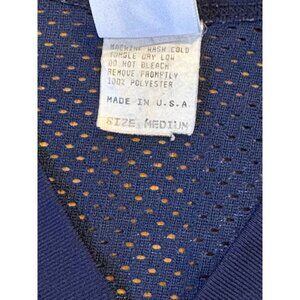 MACHINE WASH COLD
TUMBLE DRY LOW
DO NOT BLEACH
REMOVE PROMPTLY
100% POLYESTER
MADE IN U.S.A
SIZE MEDIUM